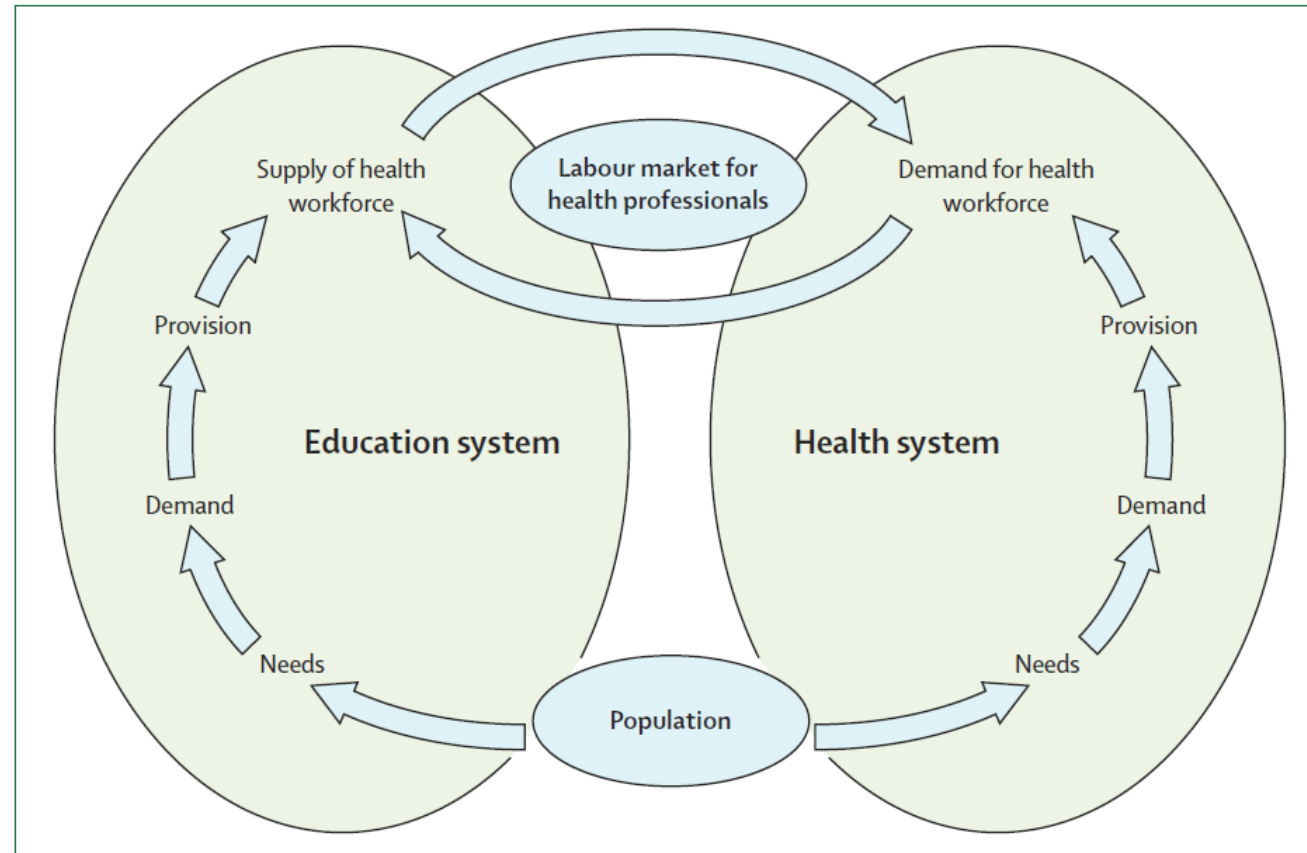 Supply of health
workforce
Labour market for
health professionals
Demand for health
workforce
Provision
Provision
Education system
Health system
Demand
Demand
Needs
Needs
Population